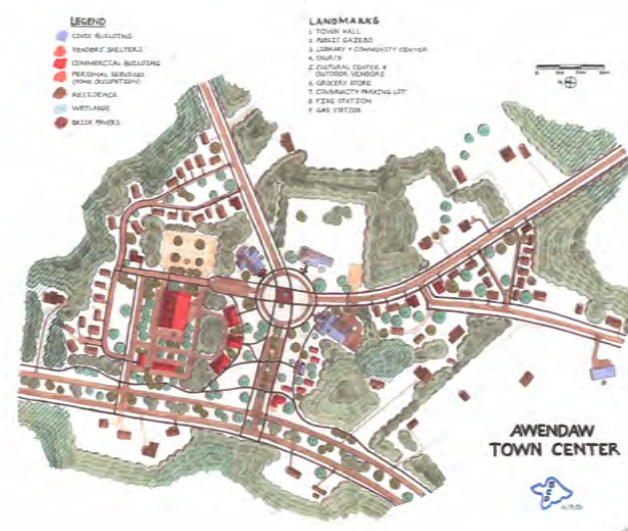 LEGEND
CIVIC BUILDING
VENDORS' SHELTERS
COMMERCIAL BUILDING
PERSONAL SERVICES
(HOME OCCUPATION)
RESIDENCE
WETLANDS
BRICK PAVERS
LANDMARKS
1. TOWN HALL
2. PUBLIC GAZEBO
3. LIBRARY & COMMUNITY CENTER
4. CHURCH
5. CULTURAL CENTER &
OUTDOOR VENDORS
6. GROCERY STORE
7. COMMUNITY PARKING LOT
8. FIRE STATION
9. GAS STATION
AWENDAW
TOWN CENTER